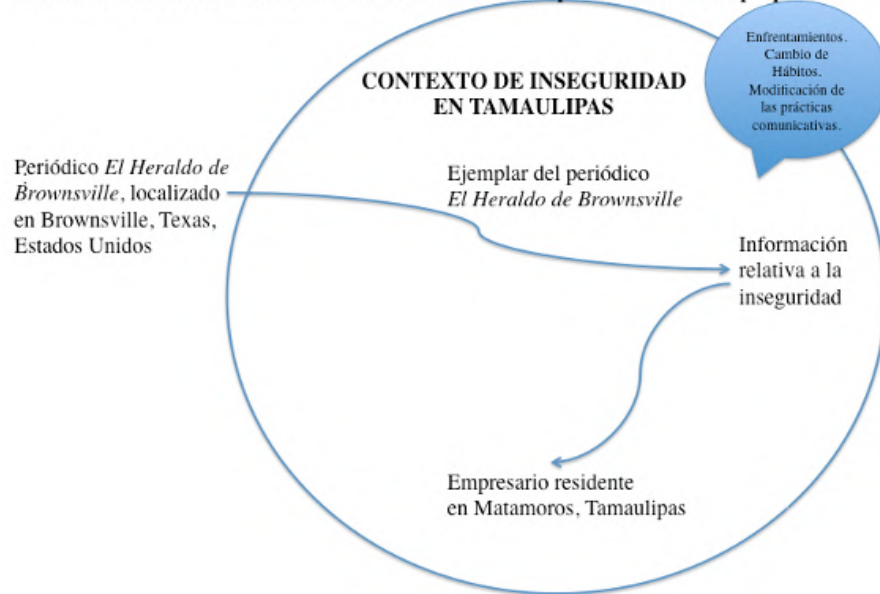 Enfrentamientos.
Cambio de
Hábitos.
Modificación de
las prácticas
comunicativas.
CONTEXTO DE INSEGURIDAD
EN TAMAULIPAS
Periódico El Heraldo de
Brownsville, localizado
en Brownsville, Texas,
Estados Unidos
Ejemplar del periódico
El Heraldo de Brownsville
Información
relativa a la
inseguridad
Empresario residente
en Matamoros, Tamaulipas